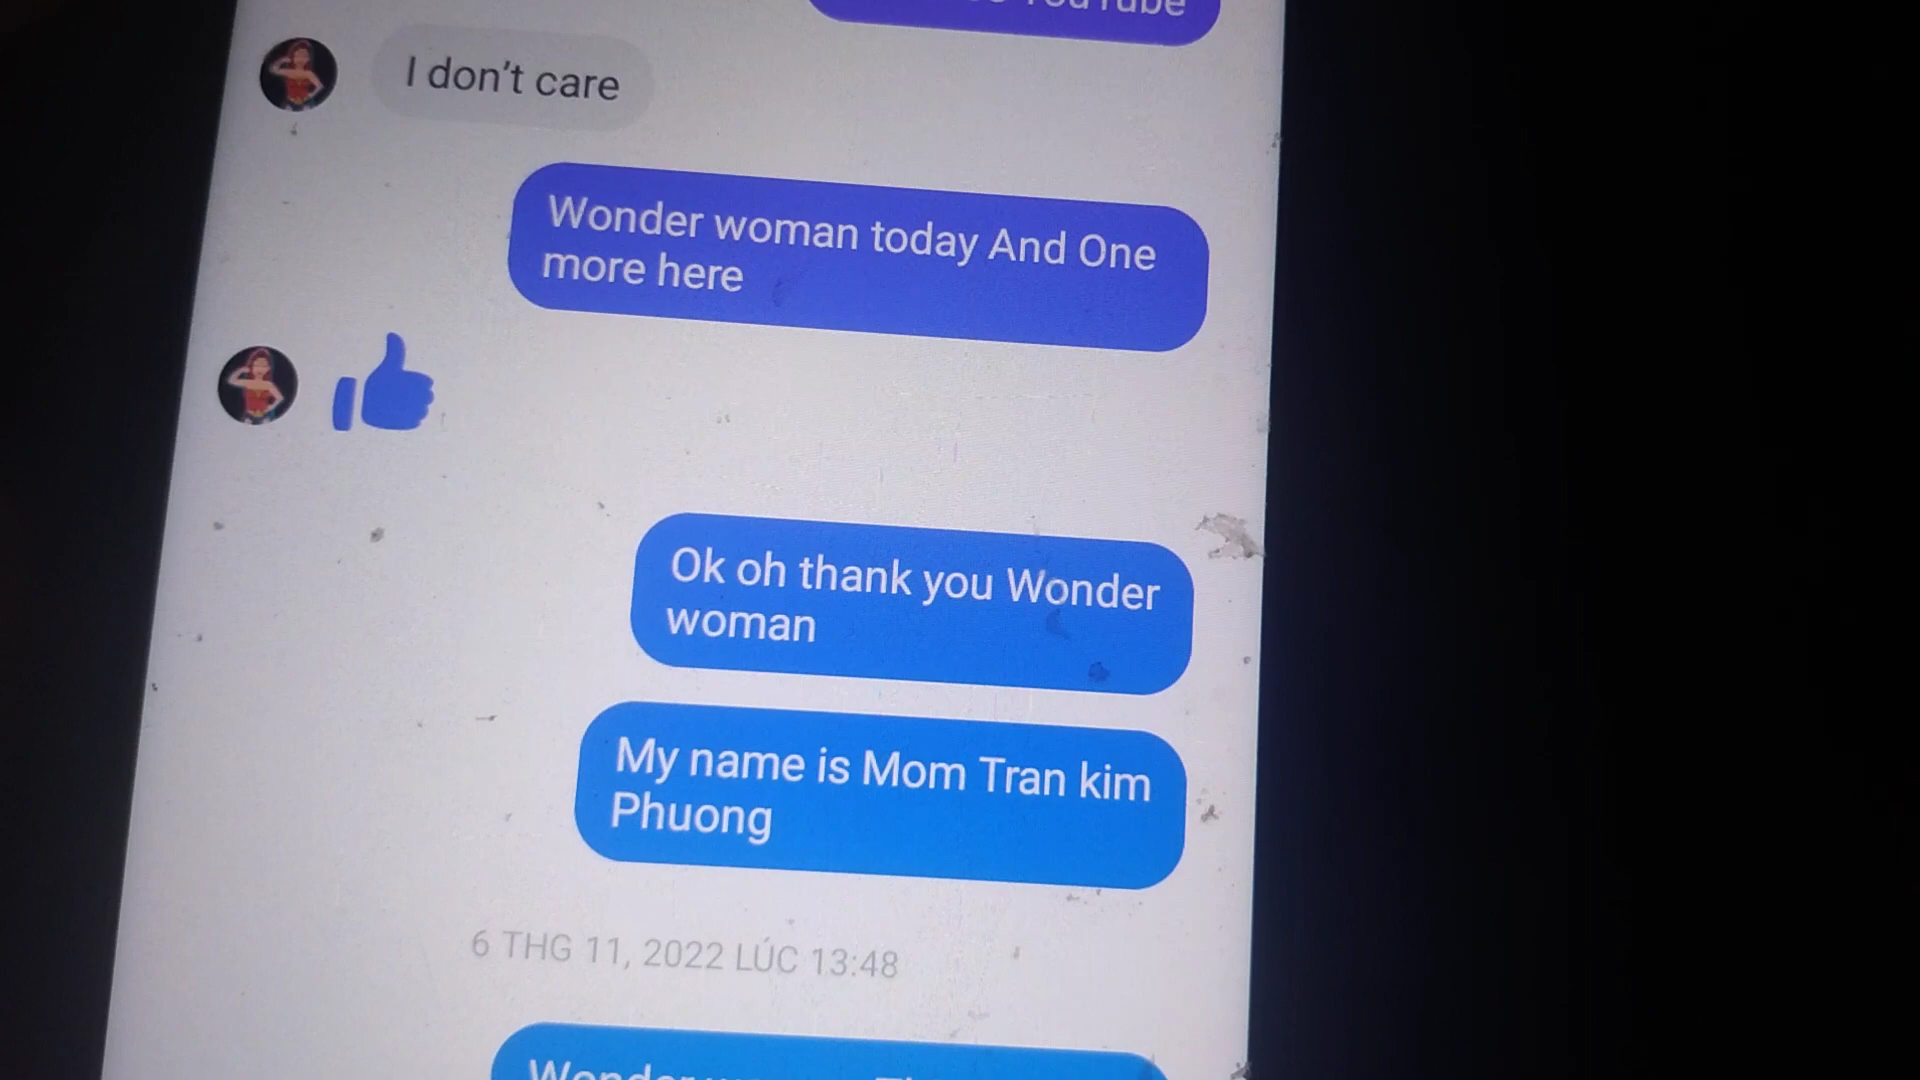 YouTube
I don't care
Wonder woman today And One
more here
Ok oh thank you Wonder
woman
My name is Mom Tran kim
Phuong
6 THG 11, 2022 LÚC 13:48